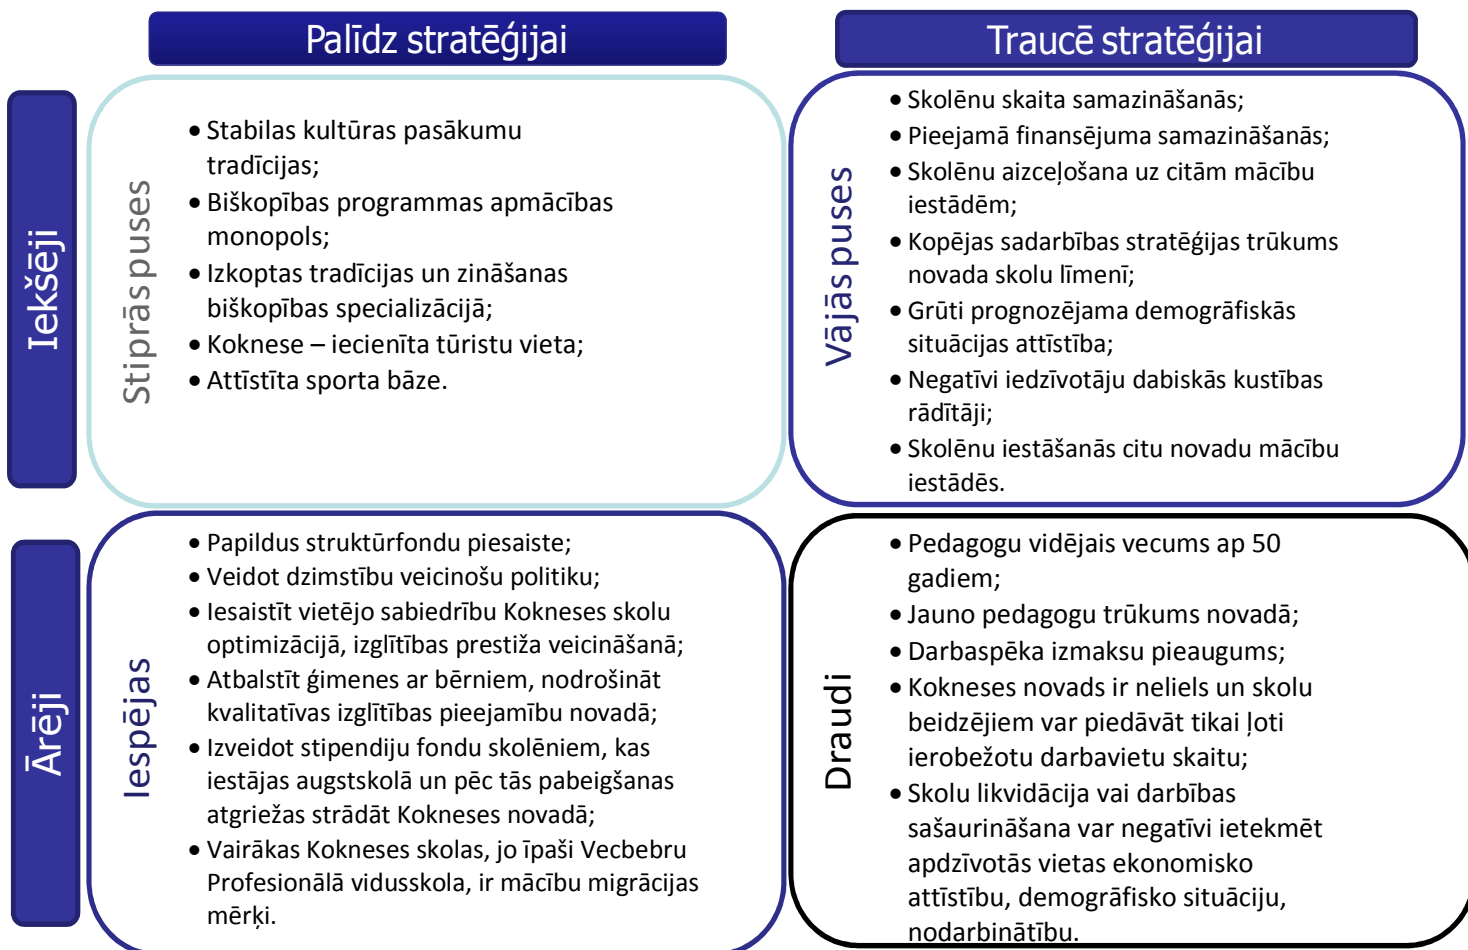 Palīdz stratēģijai
Traucē stratēģijai
Iekšēji
Stiprās puses
• Stabilas kultūras pasākumu
tradīcijas;
• Biškopības programmas apmācības
monopols;
• Izkoptas tradīcijas un zināšanas
biškopības specializācijā;
• Koknese – iecienīta tūristu vieta;
• Attīstīta sporta bāze.
Vājās puses
• Skolēnu skaita samazināšanās;
• Pieejamā finansējuma samazināšanās;
• Skolēnu aizceļošana uz citām mācību
iestādēm;
• Kopējas sadarbības stratēģijas trūkums
novada skolu līmenī;
• Grūti prognozējama demogrāfiskās
situācijas attīstība;
• Negatīvi iedzīvotāju dabiskās kustības
rādītāji;
• Skolēnu iestāšanās citu novadu mācību
iestādēs.
Ārēji
Iespējas
• Papildus struktūrfondu piesaiste;
• Veidot dzimstību veicinošu politiku;
• Iesaistīt vietējo sabiedrību Kokneses skolu
optimizācijā, izglītības prestiža veicināšanā;
• Atbalstīt ģimenes ar bērniem, nodrošināt
kvalitatīvas izglītības pieejamību novadā;
• Izveidot stipendiju fondu skolēniem, kas
iestājas augstskolā un pēc tās pabeigšanas
atgriežas strādāt Kokneses novadā;
• Vairākas Kokneses skolas, jo īpaši Vecbebru
Profesionālā vidusskola, ir mācību migrācijas
mērķi.
Draudi
• Pedagogu vidējais vecums ap 50
gadiem;
• Jauno pedagogu trūkums novadā;
• Darbaspēka izmaksu pieaugums;
• Kokneses novads ir neliels un skolu
beidzējiem var piedāvāt tikai ļoti
ierobežotu darbavietu skaitu;
• Skolu likvidācija vai darbības
sašaurināšana var negatīvi ietekmēt
apdzīvotās vietas ekonomisko
attīstību, demogrāfisko situāciju,
nodarbinātību.